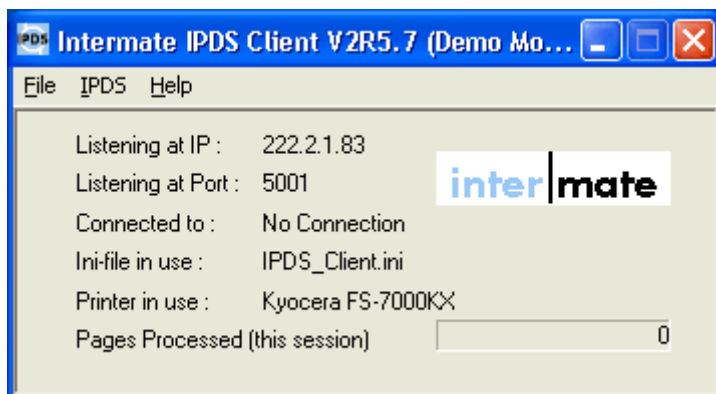 IPDS Intermate IPDS Client V2R5.7 (Demo Mo...
File IPDS Help
Listening at IP : 222.2.1.83
Listening at Port : 5001
inter mate
Connected to : No Connection
Ini-file in use : IPDS_Client.ini
Printer in use : Kyocera FS-7000KX
Pages Processed (this session) 0